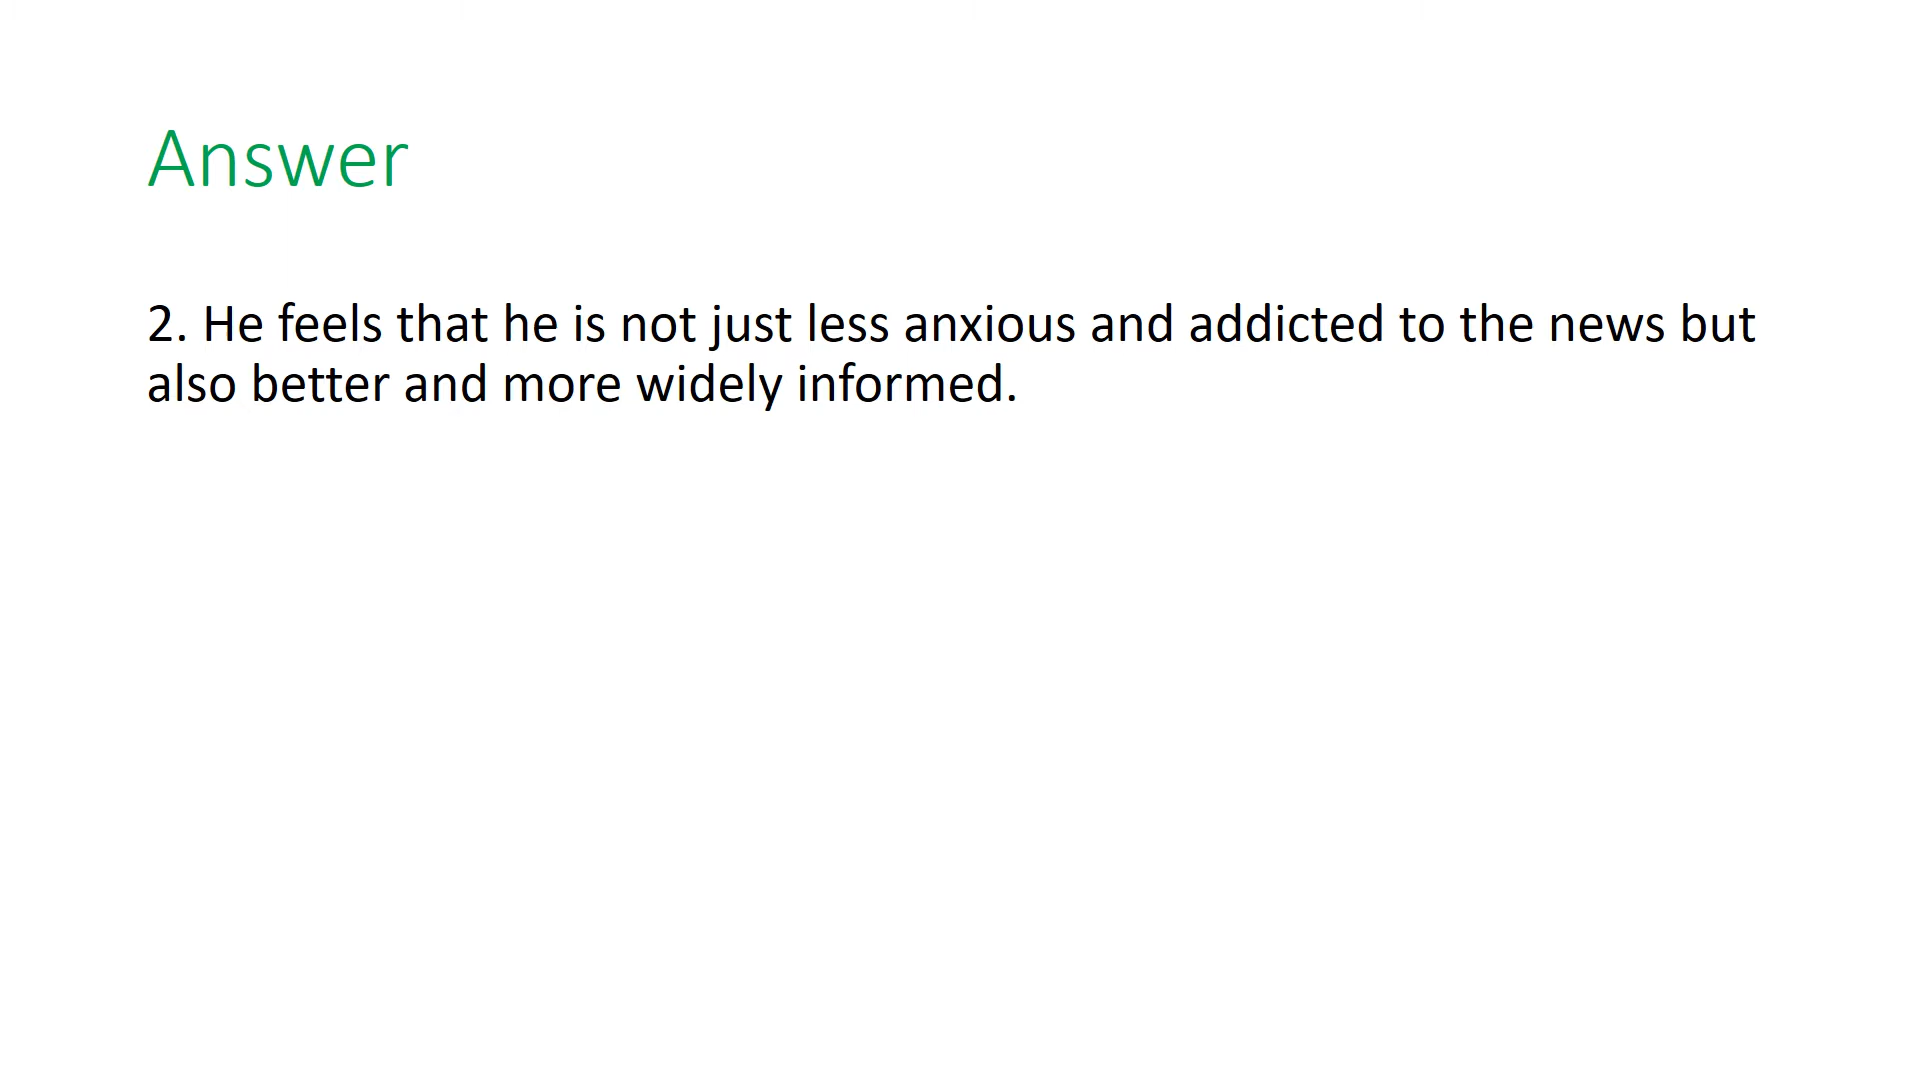 Answer
2. He feels that he is not just less anxious and addicted to the news but
also better and more widely informed.